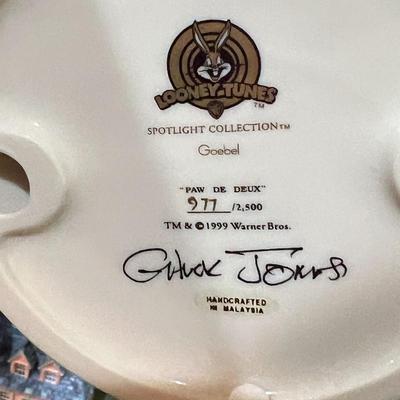 LOONEY TUNES
TM
SPOTLIGHT COLLECTION™
Goebel
"PAW DE DEUX"
977/2,500
TM & © 1999 Warner Bros.
Chuck Jones
HANDCRAFTED
IN MALAYSIA